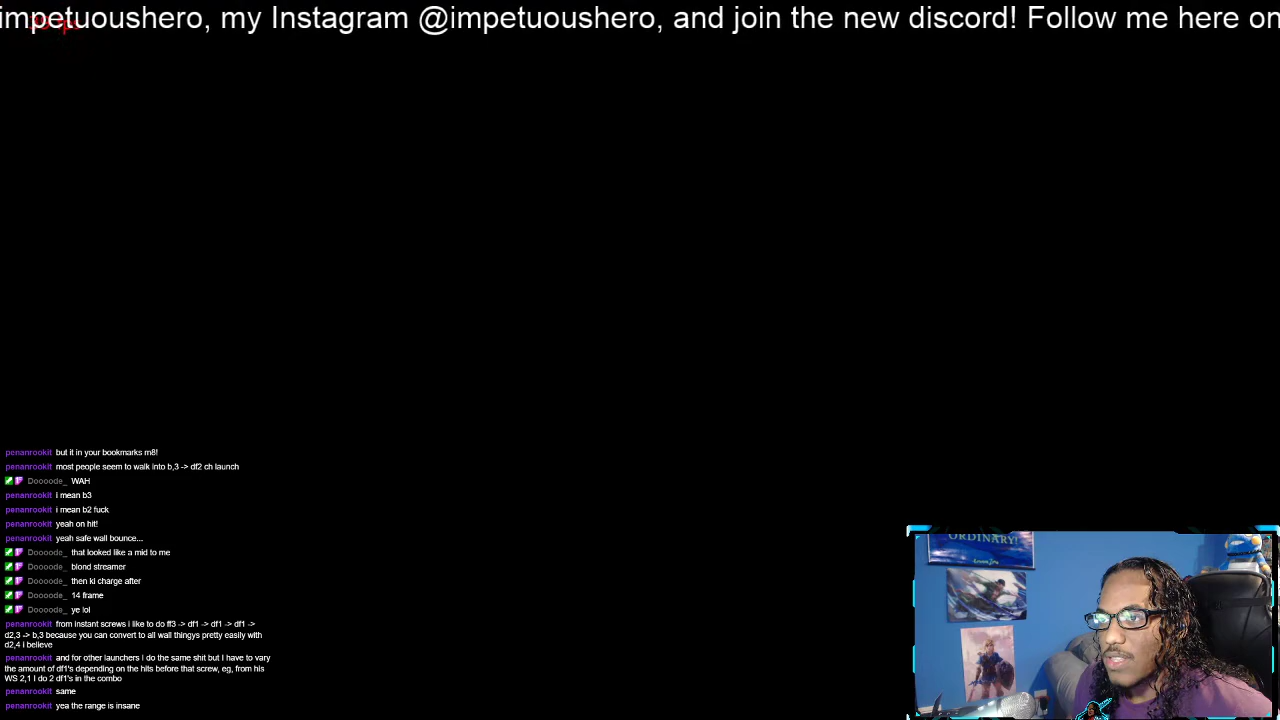 impetuoushero, my Instagram @impetuoushero, and join the new discord! Follow me here on
penanrookit but it in your bookmarks m8!
penanrookit most people seem to walk into b,3 -> df2 ch launch
Doooode_ WAH
penanrookit i mean b3
penanrookit i mean b2 fuck
penanrookit yeah on hit!
penanrookit yeah safe wall bounce...
Doooode_ that looked like a mid to me
Doooode_ blond streamer
Doooode_ then ki charge after
Doooode_ 14 frame
Doooode_ ye lol
penanrookit from instant screws i like to do ff3 -> df1 -> df1 -> df1 ->
d2,3 -> b,3 because you can convert to all wall thingys pretty easily with
d2,4 i believe
penanrookit and for other launchers I do the same shit but I have to vary
the amount of df1's depending on the hits before that screw, eg, from his
WS 2,1 I do 2 df1's in the combo
penanrookit same
penanrookit yea the range is insane
ORDINARY!